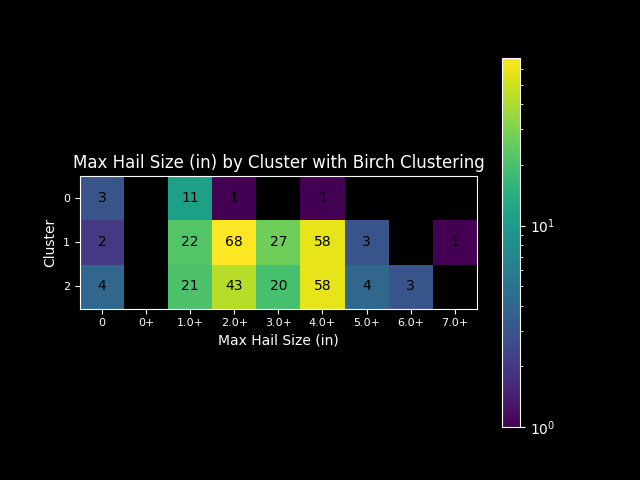 Max Hail Size (in) by Cluster with Birch Clustering
Cluster
0 3 11 1 1
1 2 22 68 27 58 3 1
2 4 21 43 20 58 4 3
0 0+ 1.0+ 2.0+ 3.0+ 4.0+ 5.0+ 6.0+ 7.0+
Max Hail Size (in)
10¹
10⁰